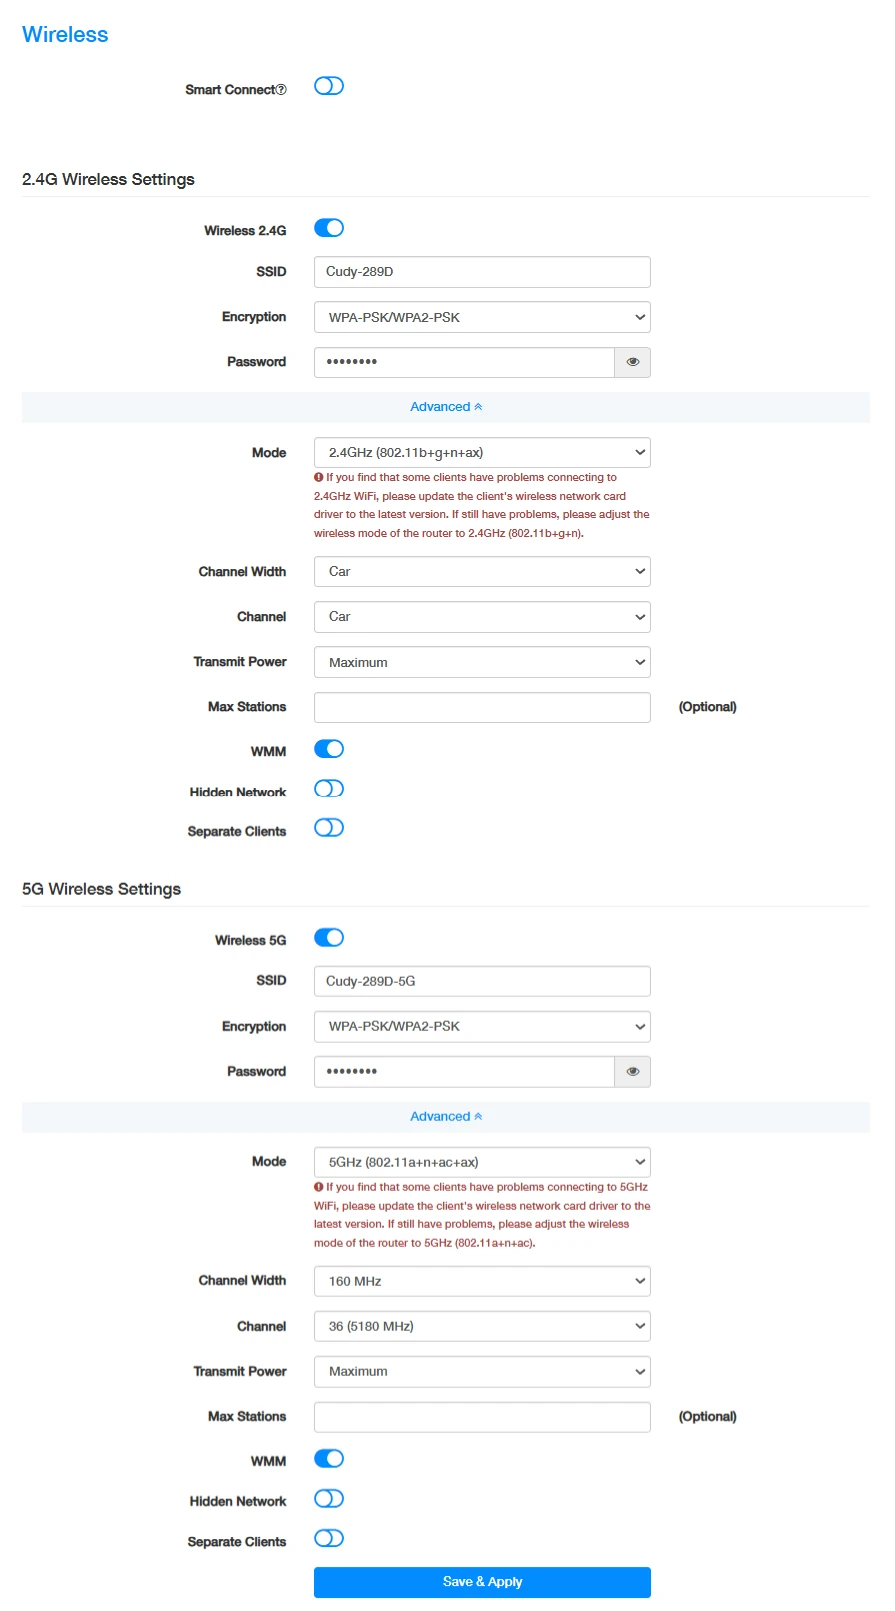 Wireless
Smart Connect
2.4G Wireless Settings
Wireless 2.4G
SSID Cudy-289D
Encryption WPA-PSK/WPA2-PSK
Password ••••••••
Advanced
Mode 2.4GHz (802.11b+g+n+ax)
If you find that some clients have problems connecting to
2.4GHz WiFi, please update the client's wireless network card
driver to the latest version. If still have problems, please adjust the
wireless mode of the router to 2.4GHz (802.11b+g+n).
Channel Width Car
Channel Car
Transmit Power Maximum
Max Stations (Optional)
WMM
Hidden Network
Separate Clients
5G Wireless Settings
Wireless 5G
SSID Cudy-289D-5G
Encryption WPA-PSK/WPA2-PSK
Password ••••••••
Advanced
Mode 5GHz (802.11a+n+ac+ax)
If you find that some clients have problems connecting to 5GHz
WiFi, please update the client's wireless network card driver to the
latest version. If still have problems, please adjust the wireless
mode of the router to 5GHz (802.11a+n+ac).
Channel Width 160 MHz
Channel 36 (5180 MHz)
Transmit Power Maximum
Max Stations (Optional)
WMM
Hidden Network
Separate Clients
Save & Apply